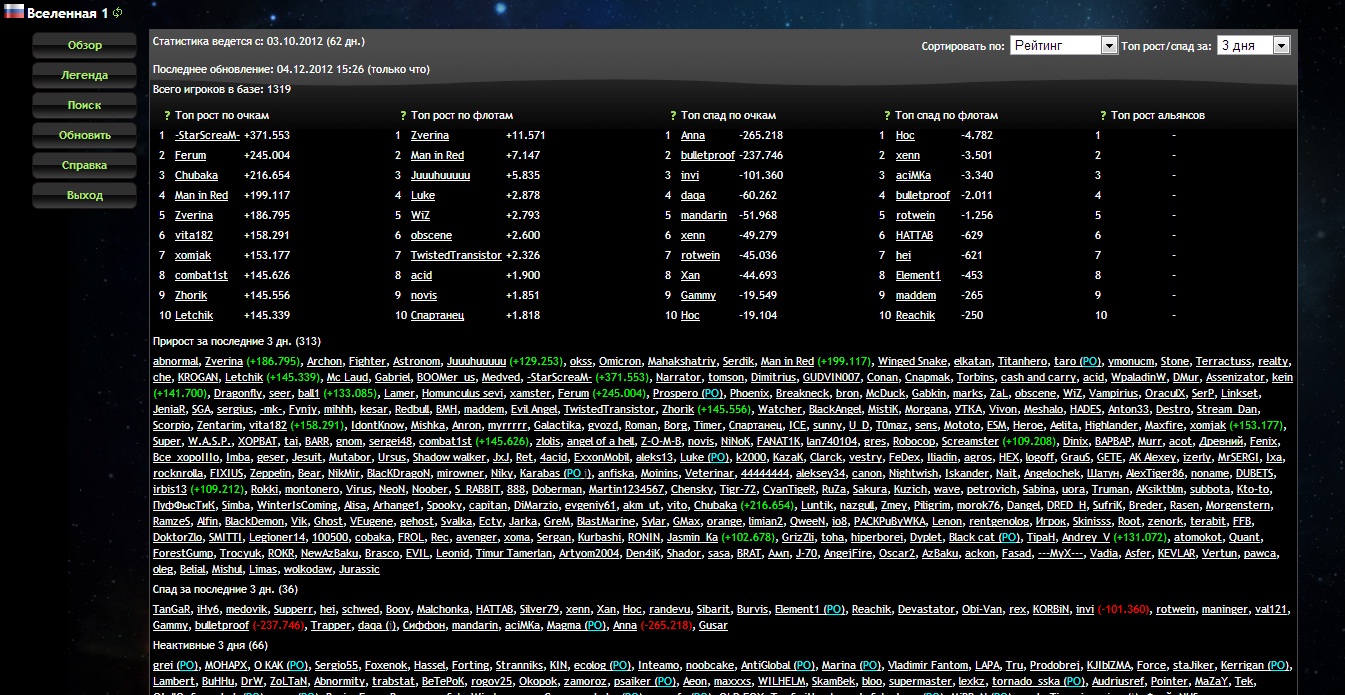 Вселенная 1
Обзор
Легенда
Поиск
Обновить
Справка
Выход
Статистика ведется с: 03.10.2012 (62 дн.)
Сортировать по: Рейтинг Топ рост/спад за: 3 дня
Последнее обновление: 04.12.2012 15:26 (только что)
Всего игроков в базе: 1319
? Топ рост по очкам ? Топ рост по флотам ? Топ спад по очкам ? Топ спад по флотам ? Топ рост альянсов
1 -StarScreaM- +371.553 1 Zverina +11.571 1 Anna -265.218 1 Hoc -4.782 1 -
2 Ferum +245.004 2 Man in Red +7.147 2 bulletproof -237.746 2 xenn -3.501 2 -
3 Chubaka +216.654 3 Juuuhuuuuu +5.835 3 invi -101.360 3 aciMKa -3.340 3 -
4 Man in Red +199.117 4 Luke +2.878 4 daqa -60.262 4 bulletproof -2.011 4 -
5 Zverina +186.795 5 WiZ +2.793 5 mandarin -51.968 5 rotwein -1.256 5 -
6 vita182 +158.291 6 obscene +2.600 6 xenn -49.279 6 HATTAB -629 6 -
7 xomjak +153.177 7 TwistedTransistor +2.326 7 rotwein -45.036 7 hei -621 7 -
8 combat1st +145.626 8 acid +1.900 8 Xan -44.693 8 Element1 -453 8 -
9 Zhorik +145.556 9 novis +1.851 9 Gammy -19.549 9 maddem -265 9 -
10 Letchik +145.339 10 Спартанец +1.818 10 Hoc -19.104 10 Reachik -250 10 -
Прирост за последние 3 дн. (313)
abnormal, Zverina (+186.795), Archon, Fighter, Astronom, Juuuhuuuuu (+129.253), okss, Omicron, Mahakshatriy, Serdik, Man in Red (+199.117), Winged Snake, elkatan, Titanhero, taro (РО), ymonucm, Stone, Terractuss, realty,
che, KROGAN, Letchik (+145.339), Mc Laud, Gabriel, BOOMer_us, Medved, -StarScreaM- (+371.553), Narrator, tomson, Dimitrius, GUDVIN007, Conan, Cnapmak, Torbins, cash and carry, acid, WpaladinW, DMur, Assenizator, kein
(+141.700), Dragonfly, seer, ball1 (+133.085), Lamer, Homunculus sevi, xamster, Ferum (+245.004), Prospero (РО), Phoenix, Breakneck, bron, McDuck, Gabkin, marks, ZaL, obscene, WiZ, Vampirius, OraculX, SerP, Linkset,
JeniaR, SGA, sergius, -mk-, Fynjy, mihhh, kesar, Redbull, BMH, maddem, Evil Angel, TwistedTransistor, Zhorik (+145.556), Watcher, BlackAngel, MistiK, Morgana, YTKA, Vivon, Meshalo, HADES, Anton33, Destro, Stream_Dan,
Scorpio, Zentarim, vita182 (+158.291), IdontKnow, Mishka, Anron, myrrrrr, Galactika, gvozd, Roman, Borg, Timer, Спартанец, ICE, sunny, U_D, T0maz, sens, Mototo, ESM, Heroe, Aelita, Highlander, Maxfire, xomjak (+153.177),
Super, W.A.S.P., XOPBAT, tai, BARR, gnom, sergei48, combat1st (+145.626), zlolis, angel of a hell, Z-O-M-B, novis, NiNoK, FANAT1K, lan740104, gres, Robocop, Screamster (+109.208), Dinix, BAPBAP, Murr, acot, Древний, Fenix,
Все_хороIIIо, Imba, geser, Jesuit, Mutabor, Ursus, Shadow walker, JxJ, Ret, 4acid, ExxonMobil, aleks13, Luke (РО), k2000, KazaK, Clarck, vestry, FeDex, Iliadin, agros, HEX, logoff, GrauS, GETE, AK Alexey, izerly, MrSERGI, Ixa,
rocknrolla, FIXIUS, Zeppelin, Bear, NikMir, BlacKDragoN, mirowner, Niky, Karabas (РО i), anfiska, Moinins, Veterinar, 44444444, aleksey34, canon, Nightwish, Iskander, Nait, Angelochek, Шатун, AlexTiger86, noname, DUBETS,
irbis13 (+109.212), Rokki, montonero, Virus, NeoN, Noober, S_RABBIT, 888, Doberman, Martin1234567, Chensky, Tigr-72, CyanTigeR, RuZa, Sakura, Kuzich, wave, petrovich, Sabina, uora, Truman, AKsiktblm, subbota, Kto-to,
ПуфФысТиК, Simba, WinterIsComing, Alisa, Arhange1, Spooky, capitan, DiMarzio, evgeniy61, akm_ut, vito, Chubaka (+216.654), Luntik, nazgull, Zmey, Piligrim, morok76, Dangel, DRED_H, SufriK, Breder, Rasen, Morgenstern,
RamzeS, Alfin, BlackDemon, Vik, Ghost, VEugene, gehost, Svalka, Ecty, Jarka, GreM, BlastMarine, Sylar, GMax, orange, limian2, QweeN, io8, PACKPuByWKA, Lenon, rentgenolog, Игрок, Skinisss, Root, zenork, terabit, FFB,
DoktorZlo, SMITTI, Legioner14, 100500, cobaka, FROL, Rec, avenger, xoma, Sergan, Kurbashi, RONIN, Jasmin_Ka (+102.678), GrizZli, toha, hiperborei, Dyplet, Black cat (РО), TipaH, Andrey_V (+131.072), atomokot, Quant,
ForestGump, Trocyuk, ROKR, NewAzBaku, Brasco, EVIL, Leonid, Timur Tamerlan, Artyom2004, Den4iK, Shador, sasa, BRAT, Амп, J-70, AngejFire, Oscar2, AzBaku, ackon, Fasad, ---MyX---, Vadia, Asfer, KEVLAR, Vertun, pawca,
oleg, Belial, Mishul, Limas, wolkodaw, Jurassic
Спад за последние 3 дн. (36)
TanGaR, iHy6, medovik, Supperr, hei, schwed, Booy, Malchonka, HATTAB, Silver79, xenn, Xan, Hoc, randevu, Sibarit, Burvis, Element1 (РО), Reachik, Devastator, Obi-Van, rex, KORBiN, invi (-101.360), rotwein, maninger, val121,
Gammy, bulletproof (-237.746), Trapper, daqa (i), Сиффон, mandarin, aciMKa, Magma (РО), Anna (-265.218), Gusar
Неактивные 3 дня (66)
grei (РО), МОНАРХ, О КАК (РО), Sergio55, Foxenok, Hassel, Forting, Stranniks, KIN, ecolog (РО), Inteamo, noobcake, AntiGlobal (РО), Marina (РО), Vladimir Fantom, LAPA, Tru, Prodobrej, KJIbIZMA, Force, staJiker, Kerrigan (РО),
Lambert, BuHHu, DrW, ZoLTaN, Abnormity, trabstat, BeTePoK, rogov25, Okopok, zamoroz, psaiker (РО), Aeon, maxxxs, WILHELM, SkamBek, bloo, supermaster, lexkz, tornado_sska (РО), Audriusref, Pointer, MaZaY, Tek,